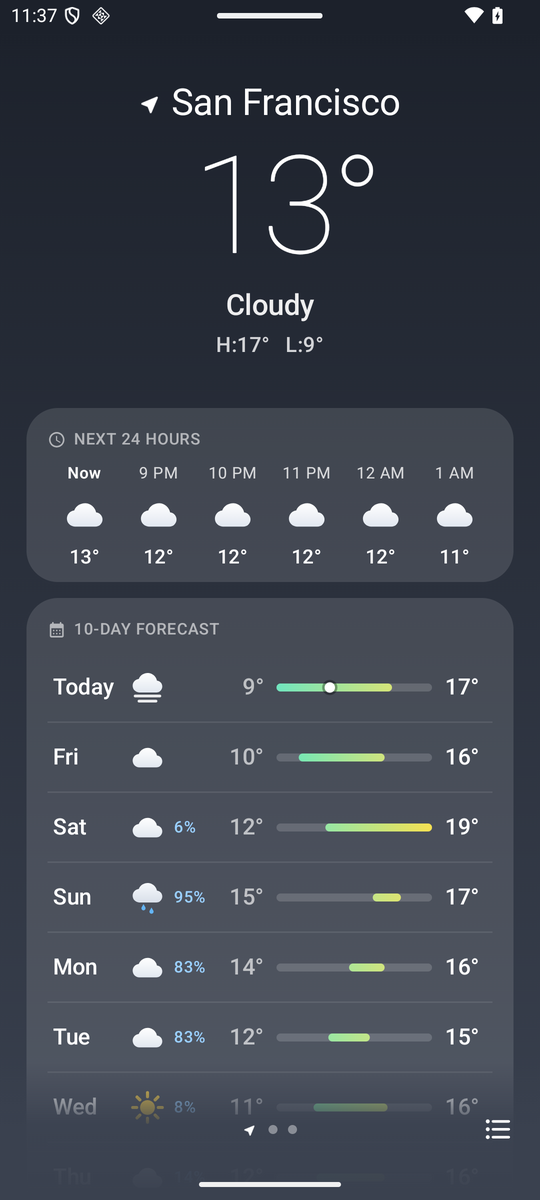 11:37
San Francisco
13°
Cloudy
H:17° L:9°
NEXT 24 HOURS
Now 9 PM 10 PM 11 PM 12 AM 1 AM
13° 12° 12° 12° 12° 11°
10-DAY FORECAST
Today 9° 17°
Fri 10° 16°
Sat 6% 12° 19°
Sun 95% 15° 17°
Mon 83% 14° 16°
Tue 83% 12° 15°
Wed 8% 11° 16°
Thu 12° 16°